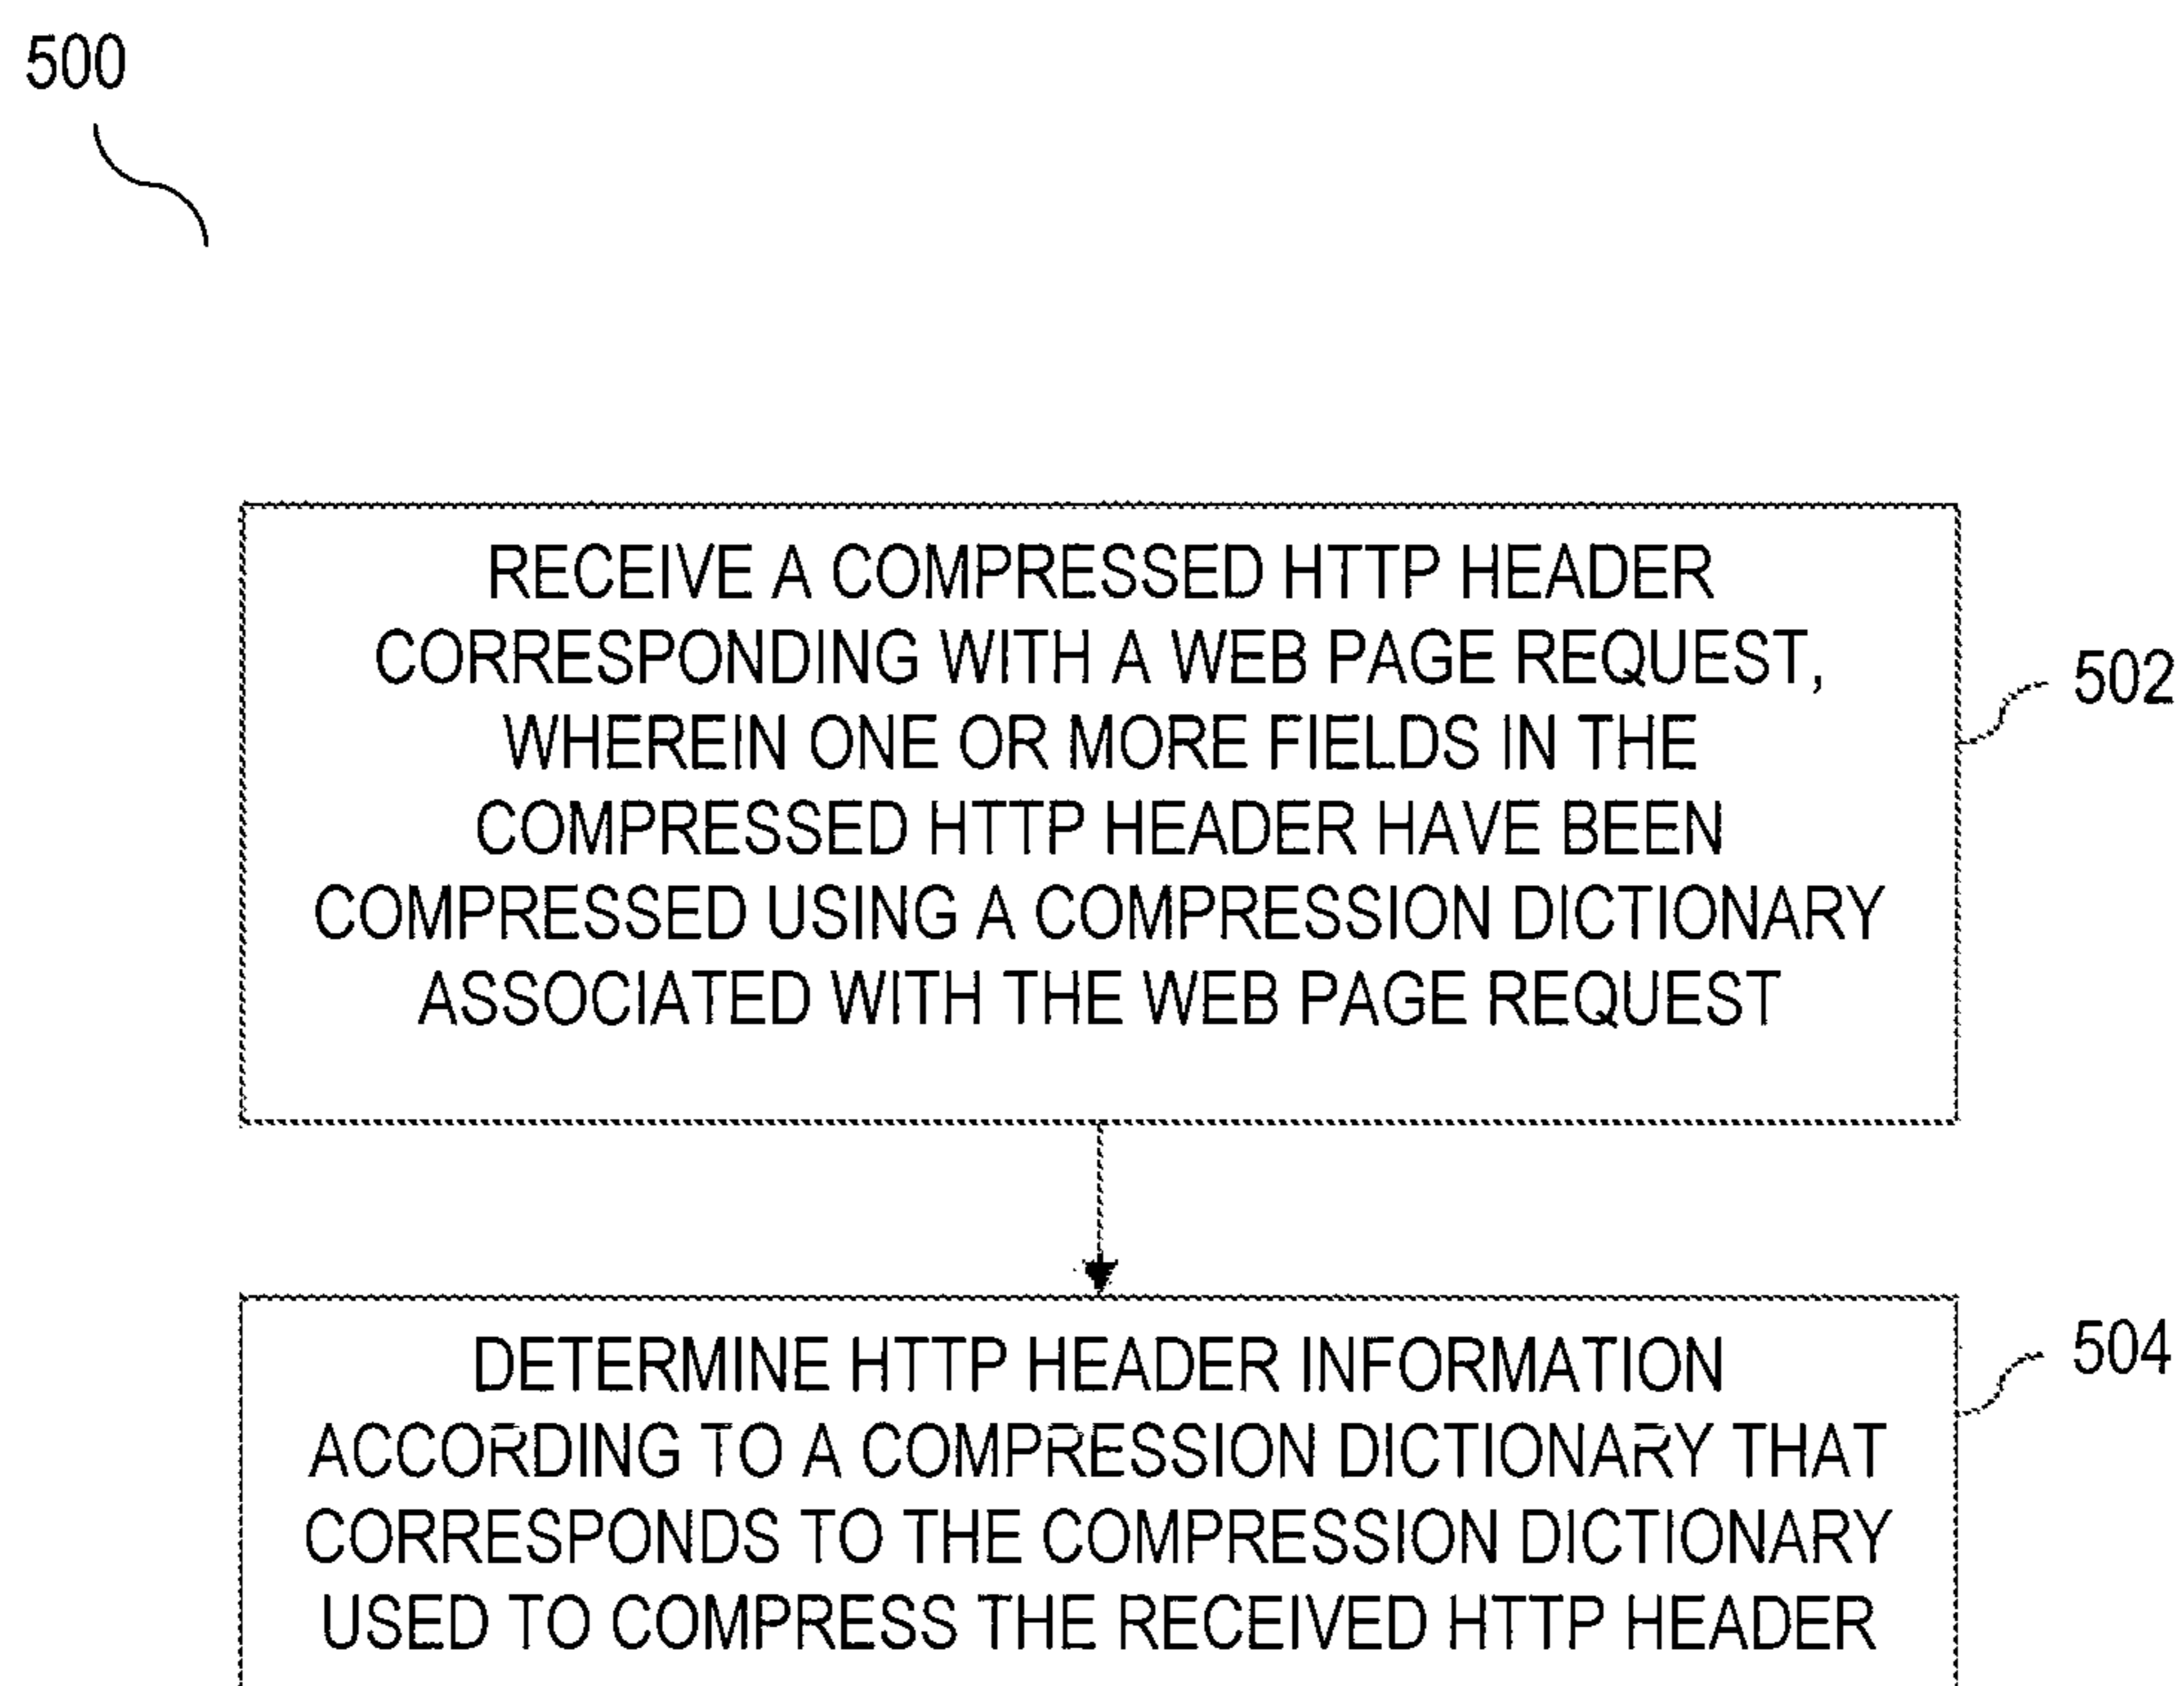 500
RECEIVE A COMPRESSED HTTP HEADER
CORRESPONDING WITH A WEB PAGE REQUEST,
WHEREIN ONE OR MORE FIELDS IN THE
COMPRESSED HTTP HEADER HAVE BEEN
COMPRESSED USING A COMPRESSION DICTIONARY
ASSOCIATED WITH THE WEB PAGE REQUEST
502
DETERMINE HTTP HEADER INFORMATION
ACCORDING TO A COMPRESSION DICTIONARY THAT
CORRESPONDS TO THE COMPRESSION DICTIONARY
USED TO COMPRESS THE RECEIVED HTTP HEADER
504